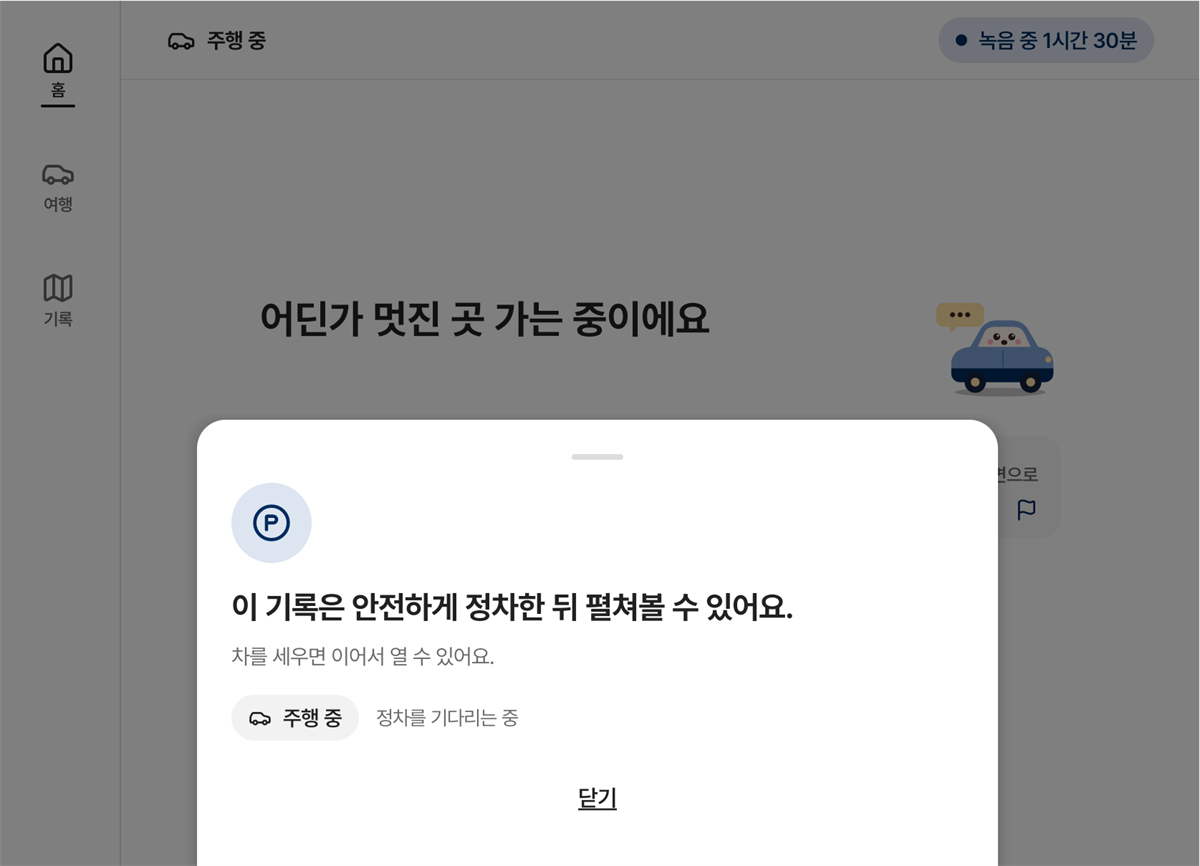 홈
여행
기록
주행 중
녹음 중 1시간 30분
어딘가 멋진 곳 가는 중이에요
면으로
P
이 기록은 안전하게 정차한 뒤 펼쳐볼 수 있어요.
차를 세우면 이어서 열 수 있어요.
주행 중
정차를 기다리는 중
닫기